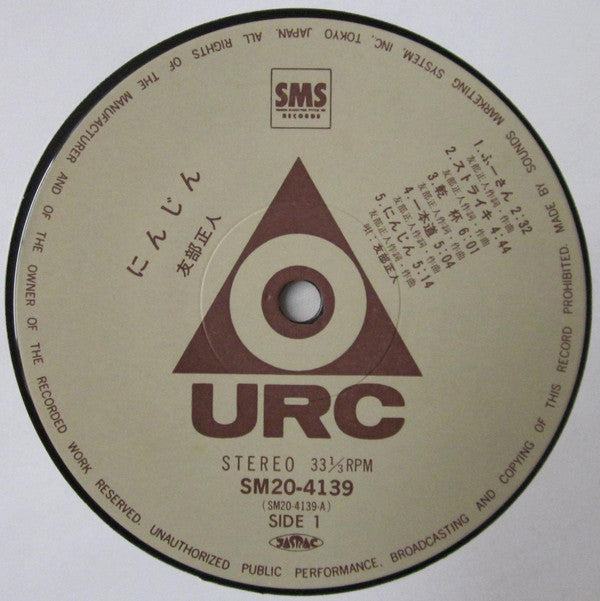 SMS
RECORDS
にんじん
友部正人
1. ふーさん 2:32
友部正人作詞・作曲
2. ストライキ 4:44
友部正人作詞・作曲
3. 乾杯 6:01
友部正人作詞・作曲
4. 一本道 5:04
友部正人作詞・作曲
5. にんじん 5:14
友部正人作詞・作曲
唄：友部正人
URC
STEREO 33⅓RPM
SM20-4139
(SM20-4139-A)
SIDE 1
JASRAC
MADE BY SOUNDS MARKETING SYSTEM, INC., TOKYO JAPAN. ALL RIGHTS OF THE MANUFACTURER AND OF THE OWNER OF THE RECORDED WORK RESERVED. UNAUTHORIZED PUBLIC PERFORMANCE, BROADCASTING AND COPYING OF THIS RECORD PROHIBITED.